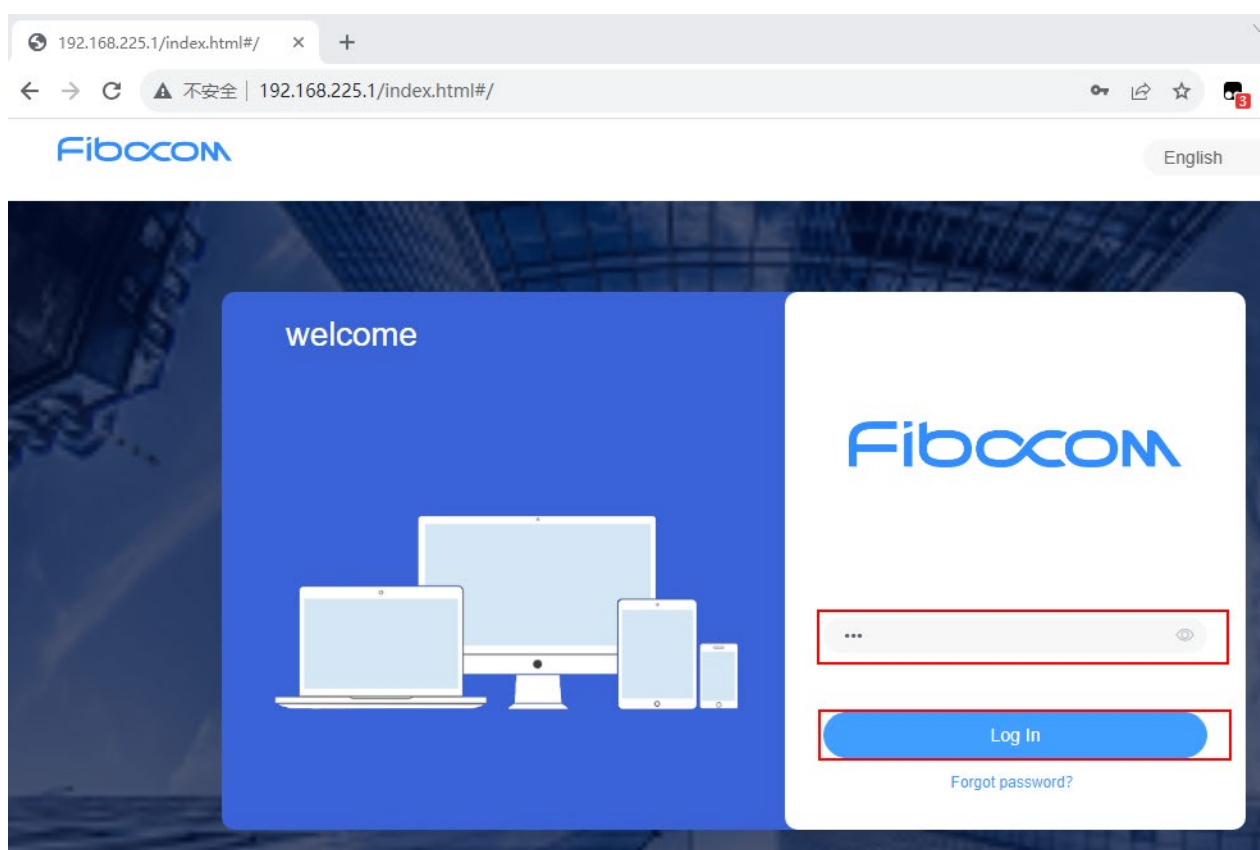 192.168.225.1/index.html#/
不安全 | 192.168.225.1/index.html#/
3
Fibocom
English
welcome
Fibocom
•••
Log In
Forgot password?